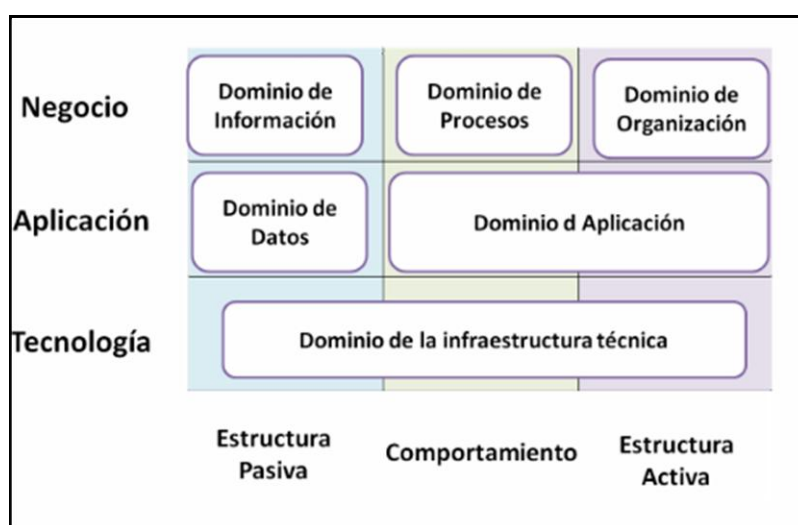 Negocio
Dominio de
Información
Dominio de
Procesos
Dominio de
Organización
Aplicación
Dominio de
Datos
Dominio d Aplicación
Tecnología
Dominio de la infraestructura técnica
Estructura
Pasiva
Comportamiento
Estructura
Activa